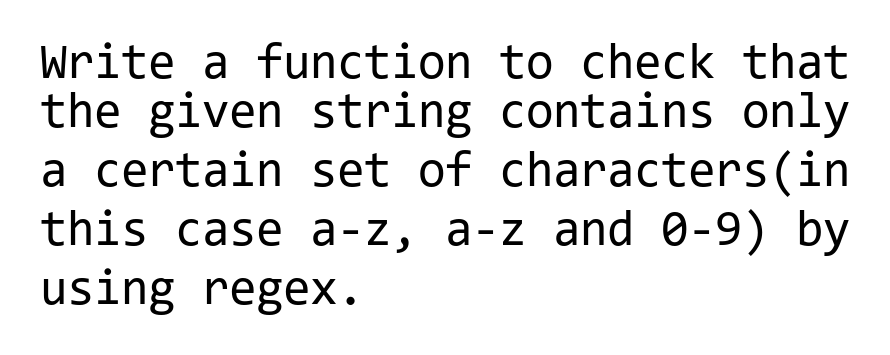 Write a function to check that
the given string contains only
a certain set of characters(in
this case a-z, a-z and 0-9) by
using regex.